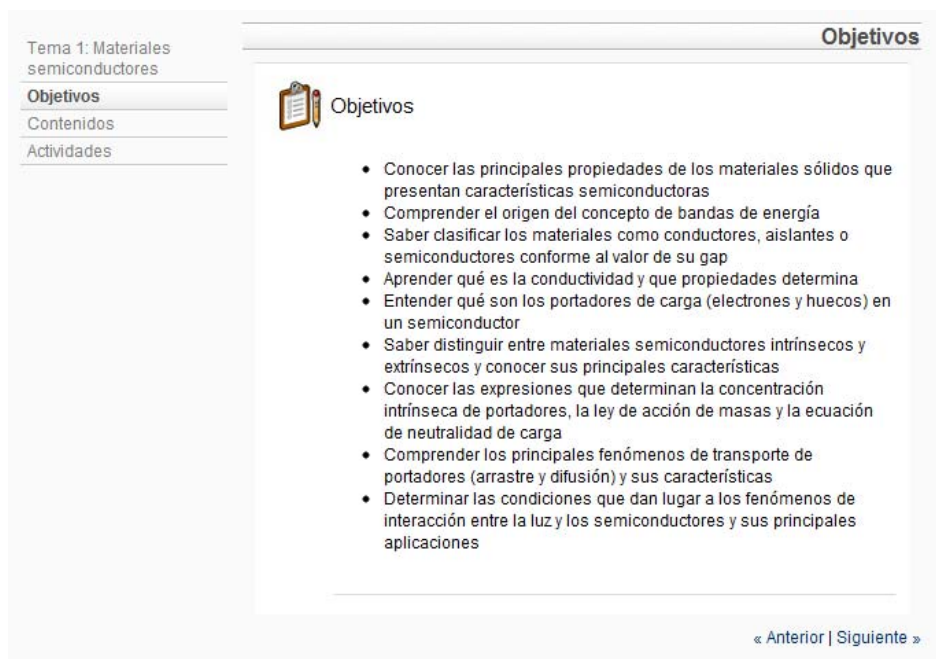 Tema 1: Materiales
semiconductores
Objetivos
Contenidos
Actividades
Objetivos
Objetivos
• Conocer las principales propiedades de los materiales sólidos que
presentan características semiconductoras
• Comprender el origen del concepto de bandas de energía
• Saber clasificar los materiales como conductores, aislantes o
semiconductores conforme al valor de su gap
• Aprender qué es la conductividad y que propiedades determina
• Entender qué son los portadores de carga (electrones y huecos) en
un semiconductor
• Saber distinguir entre materiales semiconductores intrínsecos y
extrínsecos y conocer sus principales características
• Conocer las expresiones que determinan la concentración
intrínseca de portadores, la ley de acción de masas y la ecuación
de neutralidad de carga
• Comprender los principales fenómenos de transporte de
portadores (arrastre y difusión) y sus características
• Determinar las condiciones que dan lugar a los fenómenos de
interacción entre la luz y los semiconductores y sus principales
aplicaciones
« Anterior | Siguiente »